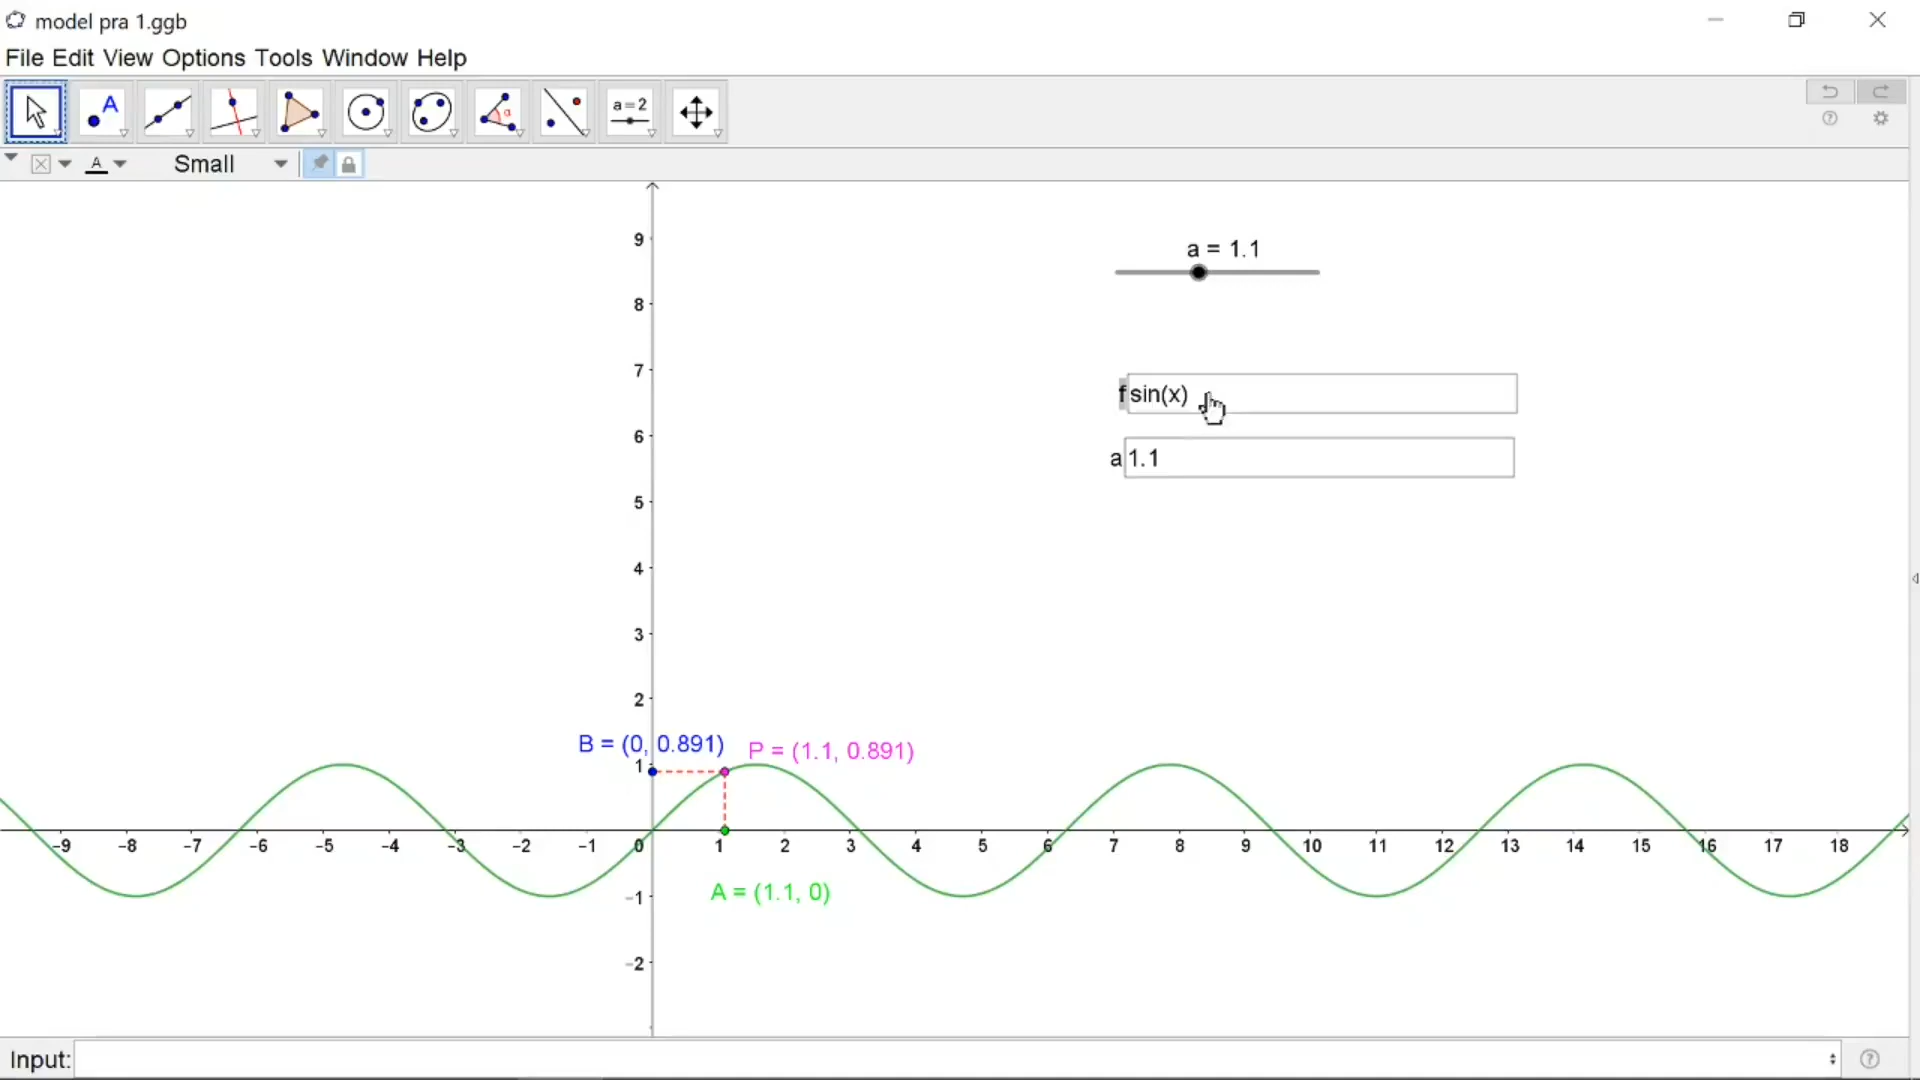 model pra 1.ggb
File Edit View Options Tools Window Help
A
α
a=2
A
Small
a = 1.1
f sin(x)
a 1.1
9
8
7
6
5
4
3
2
1
-1
-2
B = (0, 0.891)
P = (1.1, 0.891)
-9 -8 -7 -6 -5 -4 -3 -2 -1 0 1 2 3 4 5 6 7 8 9 10 11 12 13 14 15 16 17 18
A = (1.1, 0)
Input: